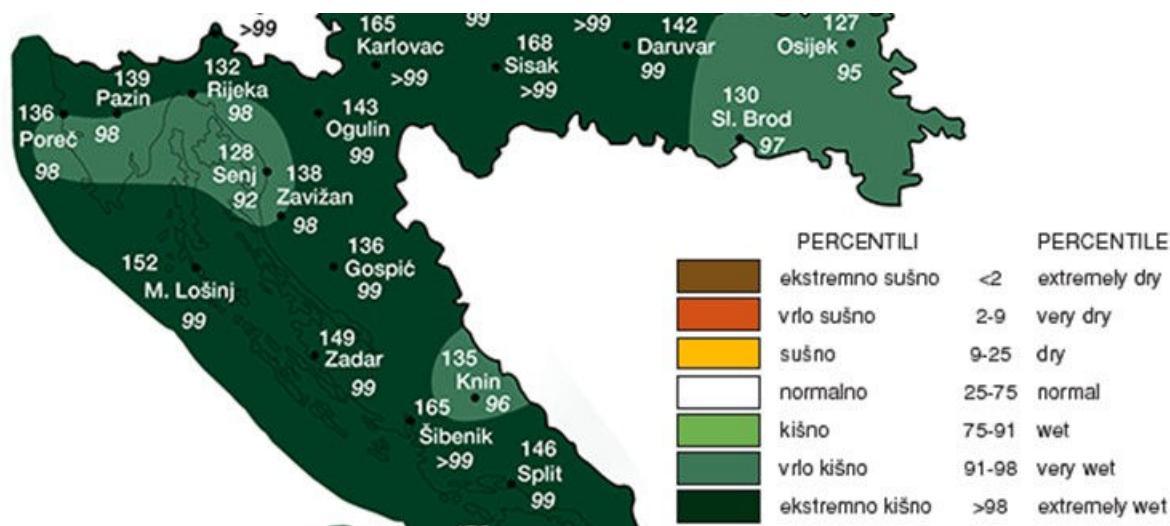 >99
165
Karlovac
>99
99
168
Sisak
>99
>99
142
Daruvar
99
127
Osijek
95
130
Sl. Brod
97
139
Pazin
98
132
Rijeka
98
136
Poreč
98
143
Ogulin
99
128
Senj
92
138
Zavižan
98
136
Gospić
99
152
M. Lošinj
99
149
Zadar
99
135
Knin
96
165
Šibenik
>99
146
Split
99
PERCENTILI PERCENTILE
ekstremno sušno <2 extremely dry
vrlo sušno 2-9 very dry
sušno 9-25 dry
normalno 25-75 normal
kišno 75-91 wet
vrlo kišno 91-98 very wet
ekstremno kišno >98 extremely wet